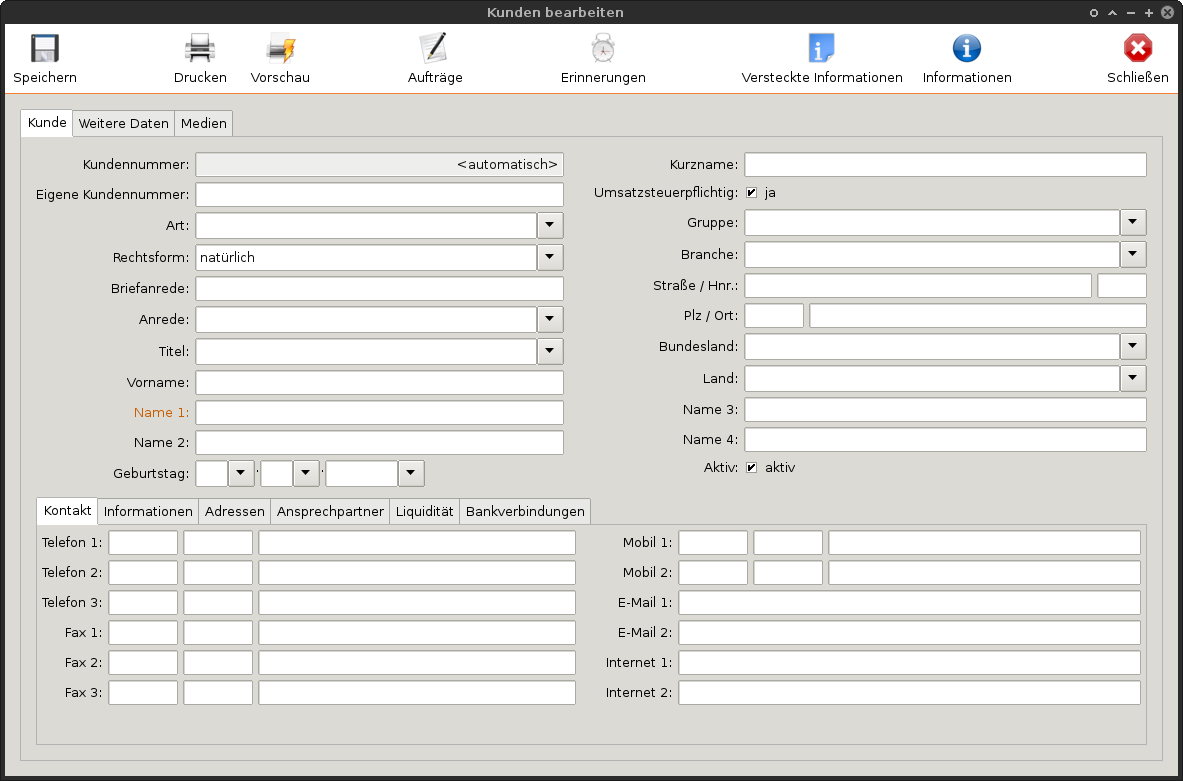 Kunden bearbeiten
Speichern Drucken Vorschau Aufträge Erinnerungen Versteckte Informationen Informationen Schließen
Kunde Weitere Daten Medien
Kundennummer: <automatisch> Kurzname:
Eigene Kundennummer: Umsatzsteuerpflichtig: ja
Art: Gruppe:
Rechtsform: natürlich Branche:
Briefanrede: Straße / Hnr.:
Anrede: Plz / Ort:
Titel: Bundesland:
Vorname: Land:
Name 1: Name 3:
Name 2: Name 4:
Geburtstag: . . Aktiv: aktiv
Kontakt Informationen Adressen Ansprechpartner Liquidität Bankverbindungen
Telefon 1: Mobil 1:
Telefon 2: Mobil 2:
Telefon 3: E-Mail 1:
Fax 1: E-Mail 2:
Fax 2: Internet 1:
Fax 3: Internet 2: